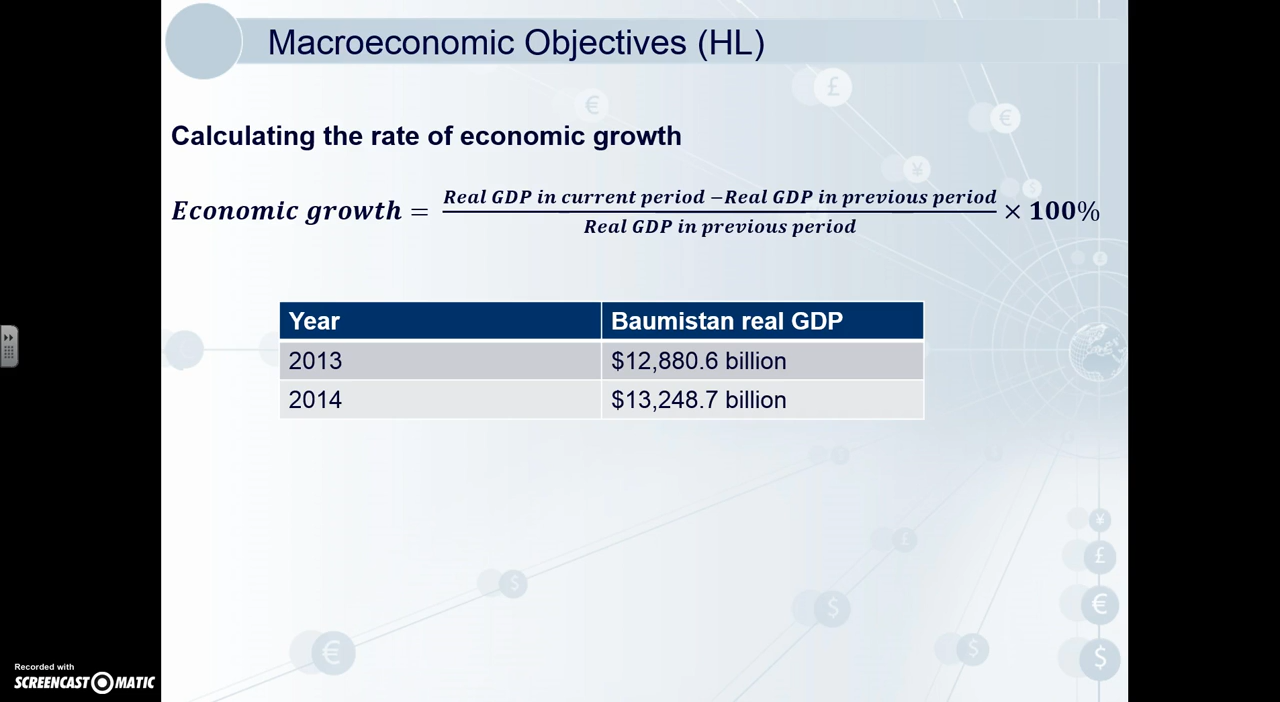 Macroeconomic Objectives (HL)
Calculating the rate of economic growth
Economic growth = (Real GDP in current period −Real GDP in previous period) / (Real GDP in previous period) × 100%
Year Baumistan real GDP
2013 $12,880.6 billion
2014 $13,248.7 billion
Recorded with
SCREENCAST-O-MATIC